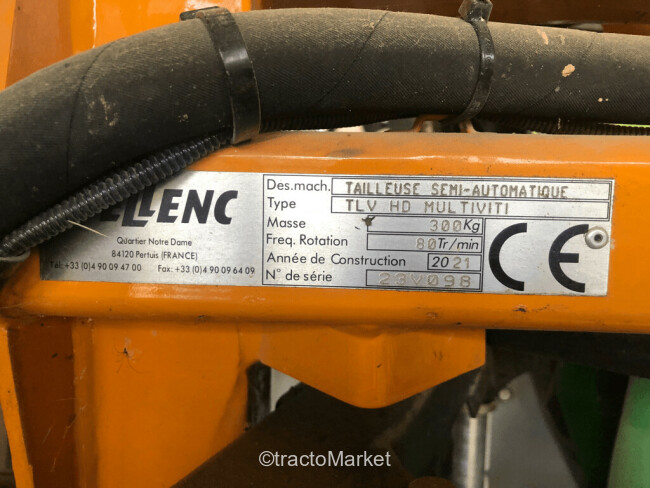 ELLENC
Quartier Notre Dame
84120 Pertuis (FRANCE)
Tél: +33 (0)4 90 09 47 00 Fax: +33 (0)4 90 09 64 09
Des.mach. TAILLEUSE SEMI-AUTOMATIQUE
Type TLV HD MULTIVITI
Masse 300Kg
Freq. Rotation 80Tr/min
Année de Construction 2021
N° de série 23V098
CE
©tractoMarket